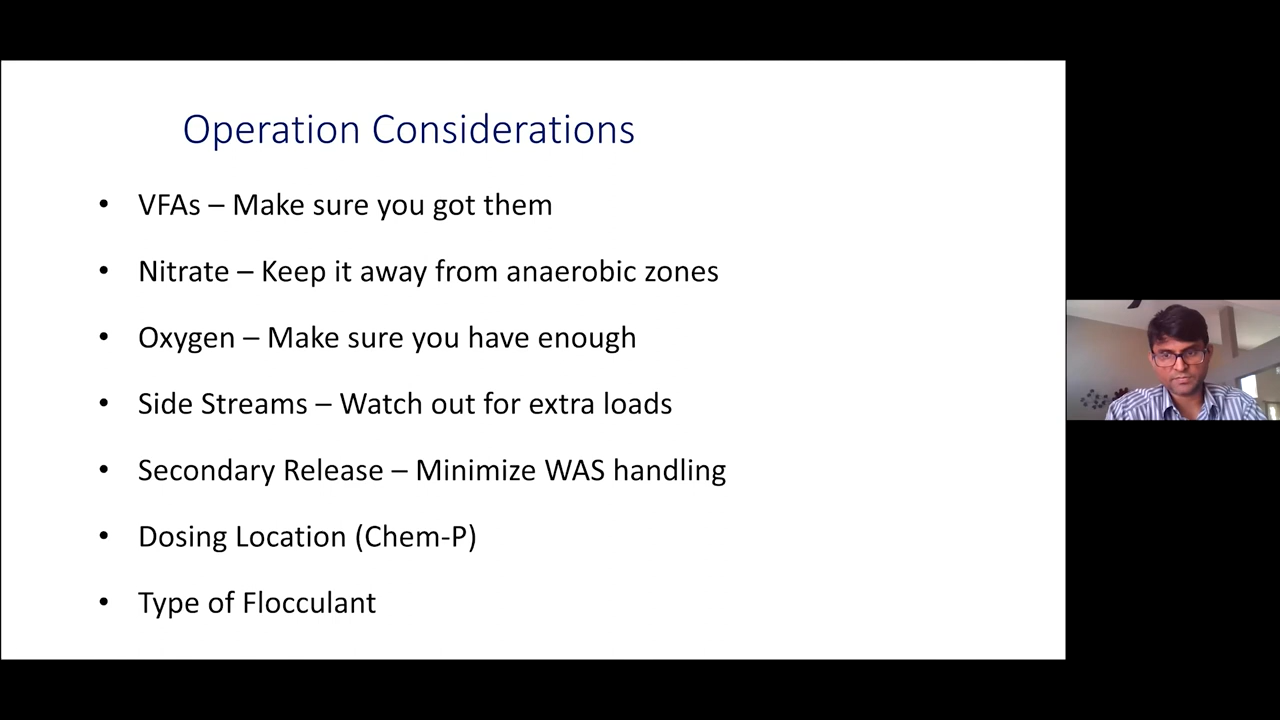 Operation Considerations
• VFAs – Make sure you got them
• Nitrate – Keep it away from anaerobic zones
• Oxygen – Make sure you have enough
• Side Streams – Watch out for extra loads
• Secondary Release – Minimize WAS handling
• Dosing Location (Chem-P)
• Type of Flocculant